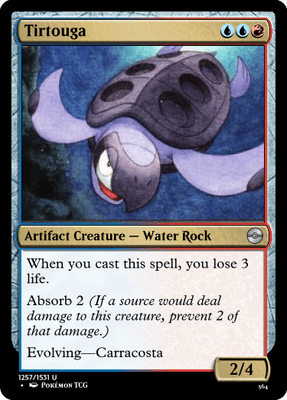 Tirtouga
Artifact Creature — Water Rock
When you cast this spell, you lose 3
life.
Absorb 2 (If a source would deal
damage to this creature, prevent 2 of
that damage.)
Evolving—Carracosta
2/4
1257/1531 U
• Pokémon TCG
564